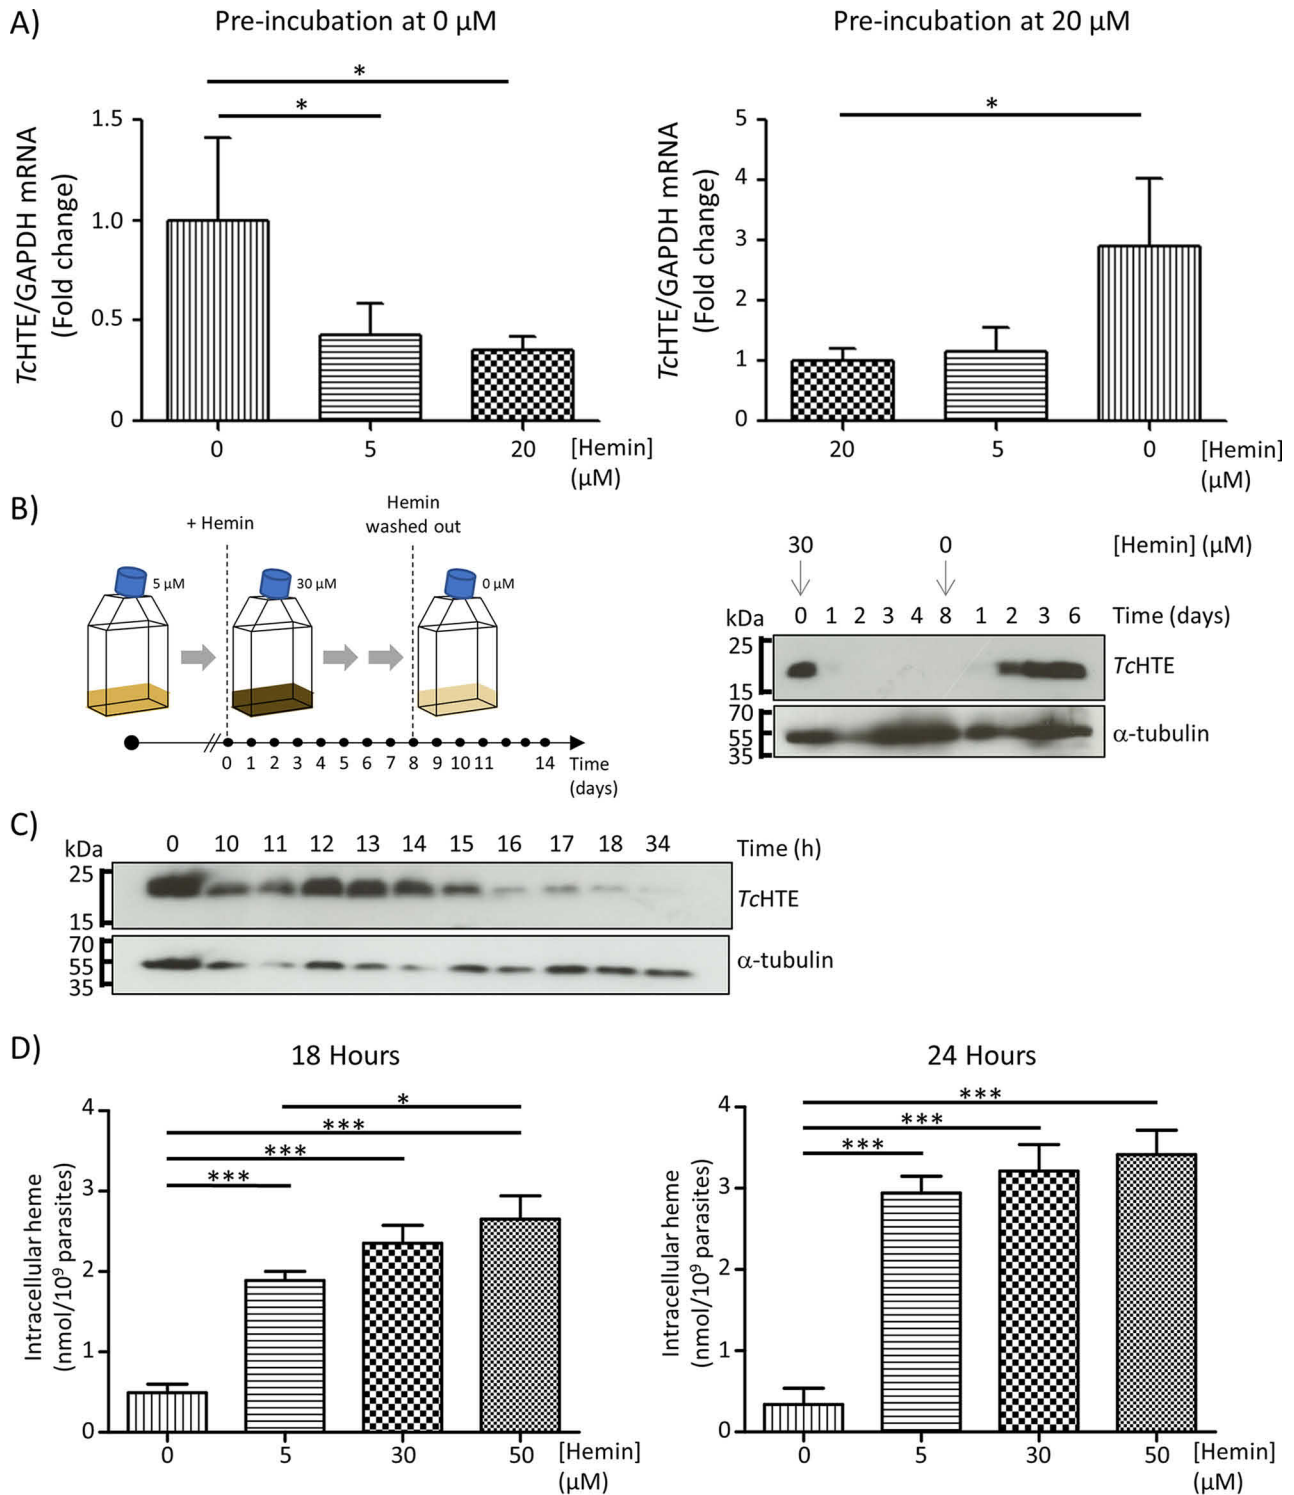 A)
Pre-incubation at 0 µM
Pre-incubation at 20 µM
TcHTE/GAPDH mRNA
(Fold change)
1.5
1.0
0.5
0
*
*
0 5 20 [Hemin]
(µM)
TcHTE/GAPDH mRNA
(Fold change)
5
4
3
2
1
0
*
20 5 0 [Hemin]
(µM)
B)
+ Hemin
Hemin
washed out
5 µM
30 µM
0 µM
0 1 2 3 4 5 6 7 8 9 10 11 14 Time
(days)
30 0 [Hemin] (µM)
kDa 0 1 2 3 4 8 1 2 3 6 Time (days)
25
15
TcHTE
70
55
35
α-tubulin
C)
kDa 0 10 11 12 13 14 15 16 17 18 34 Time (h)
25
15
TcHTE
70
55
35
α-tubulin
D)
18 Hours
24 Hours
Intracellular heme
(nmol/10⁹ parasites)
4
3
2
1
0
*
***
***
***
0 5 30 50 [Hemin]
(µM)
Intracellular heme
(nmol/10⁹ parasites)
4
3
2
1
0
***
***
***
0 5 30 50 [Hemin]
(µM)